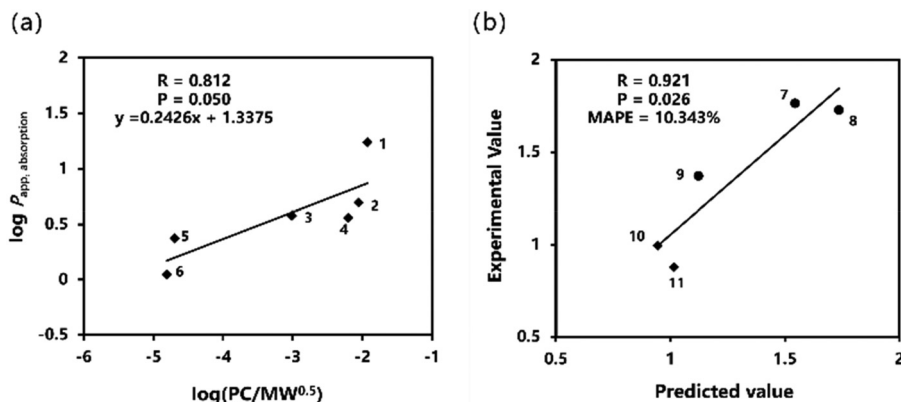 (a)
2
1.5
1
0.5
0
-0.5
-6
-5
-4
-3
-2
-1
R = 0.812
P = 0.050
y =0.2426x + 1.3375
1
2
3
4
5
6
log Papp, absorption
log(PC/MW0.5)
(b)
2
1.5
1
0.5
0.5
1
1.5
2
R = 0.921
P = 0.026
MAPE = 10.343%
7
8
9
10
11
Experimental Value
Predicted value